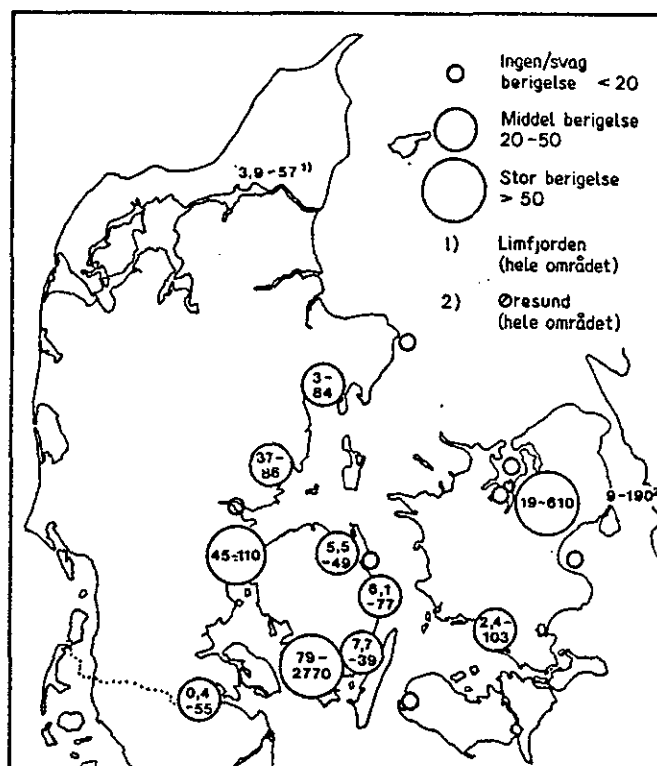 Ingen/svag
berigelse < 20
Middel berigelse
20-50
Stor berigelse
> 50
1) Limfjorden
(hele området)
2) Øresund
(hele området)
3,9-57 1)
3-
84
37-
86
19-610
9-190 2
45-110
5,5
-49
6,1
-77
2,4-
103
7,7
-39
79-
2770
0,4
-55